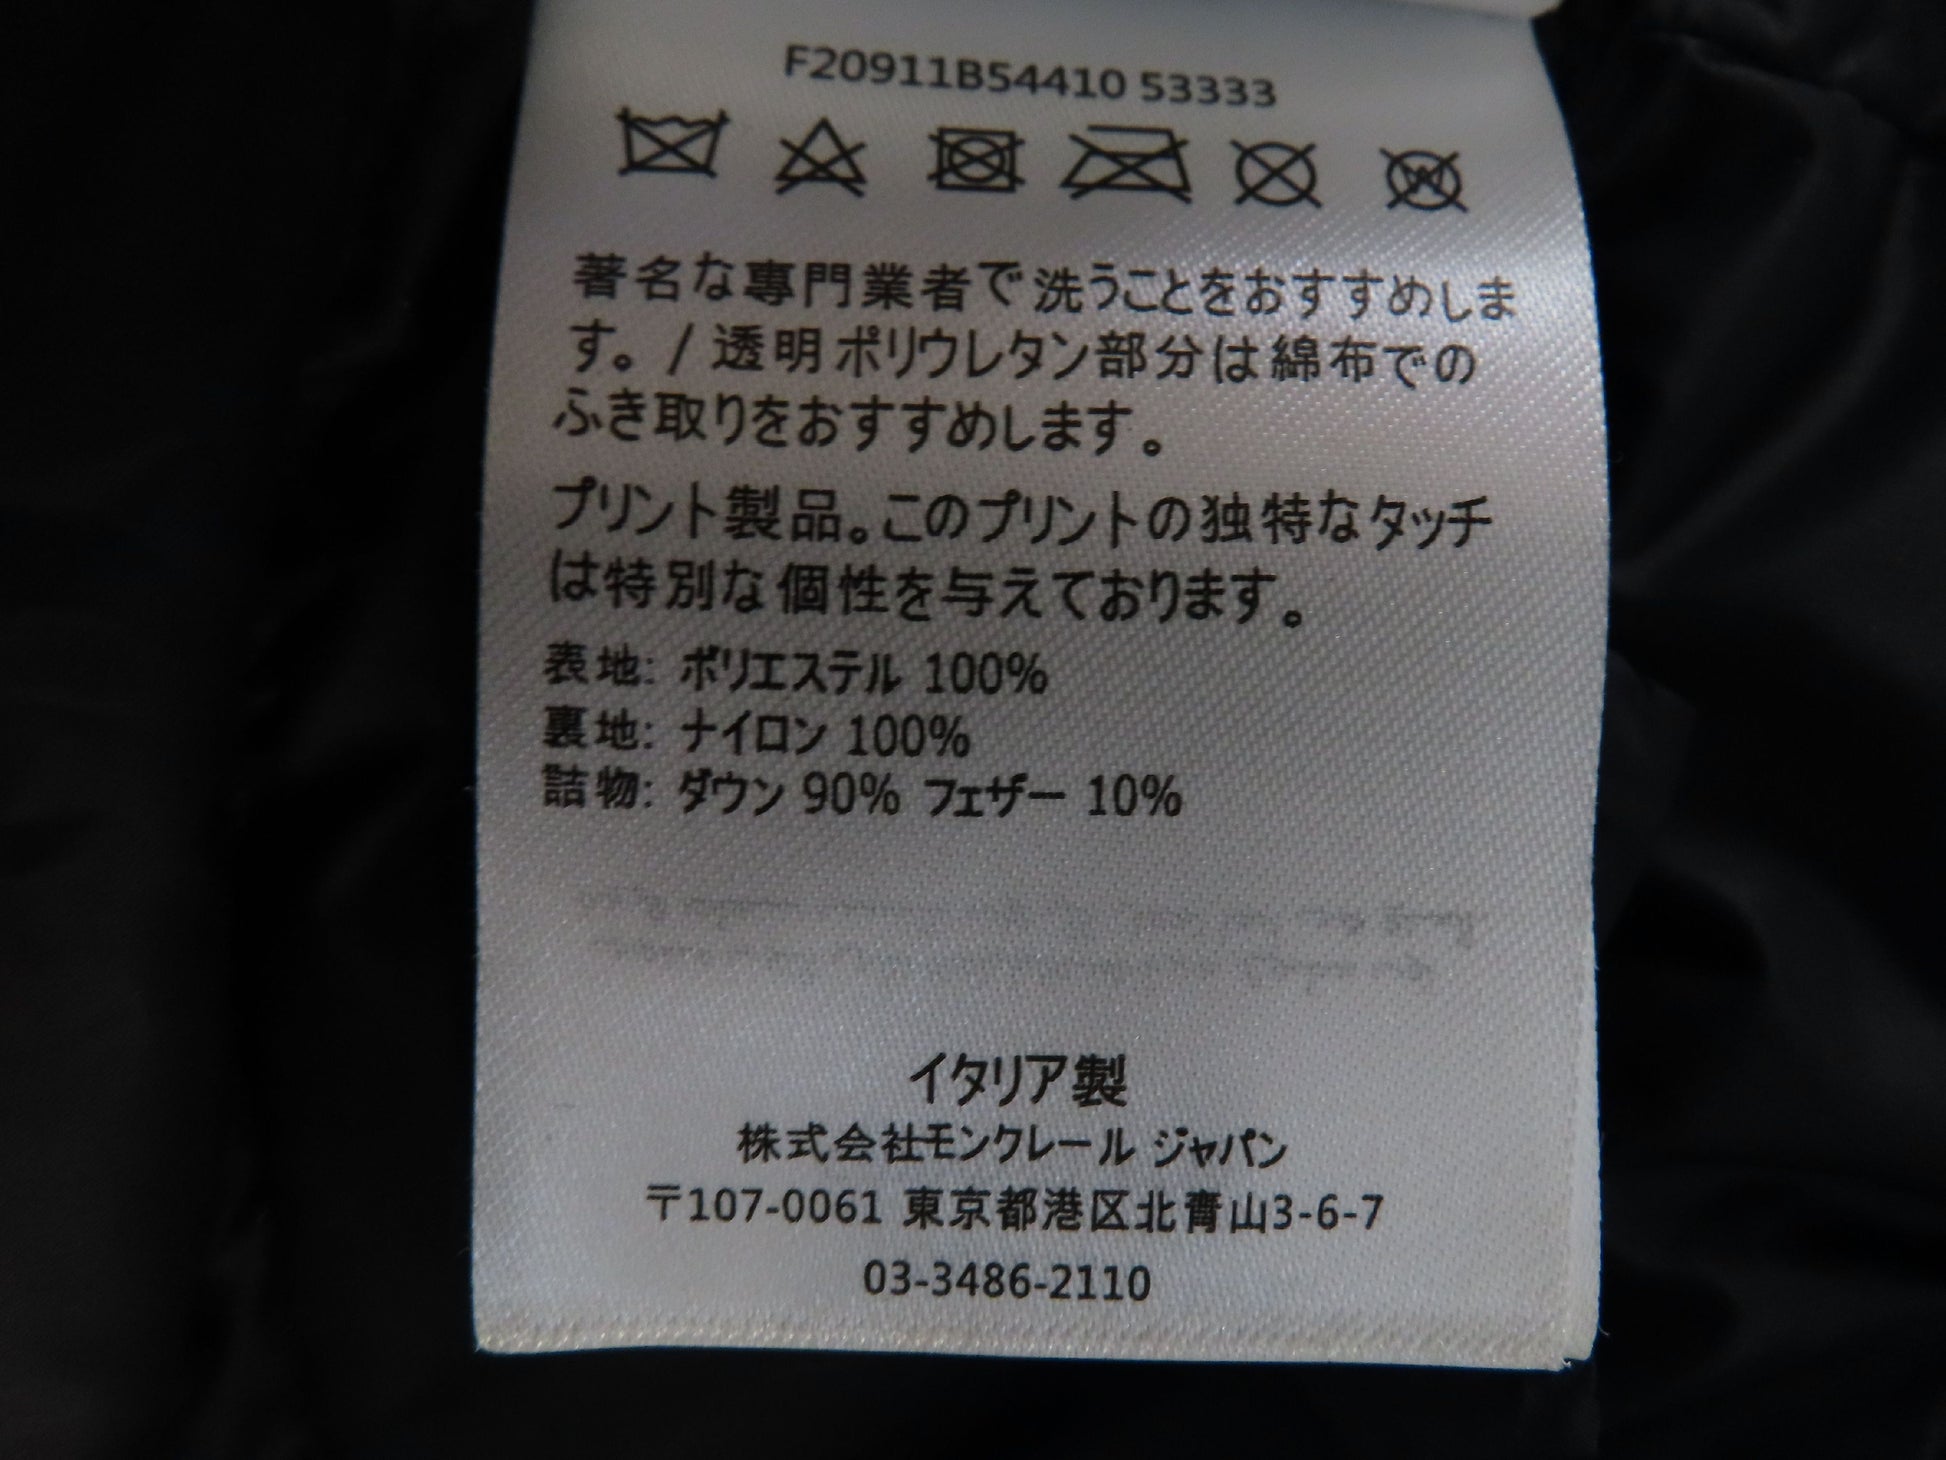 F20911B54410 53333
著名な專門業者で洗うことをおすすめしま
す。/ 透明ポリウレタン部分は綿布での
ふき取りをおすすめします。
プリント製品。このプリントの独特なタッチ
は特別な個性を与えております。
表地: ポリエステル 100%
裏地: ナイロン 100%
詰物: ダウン 90% フェザー 10%
イタリア製
株式会社モンクレール ジャパン
〒107-0061 東京都港区北青山3-6-7
03-3486-2110